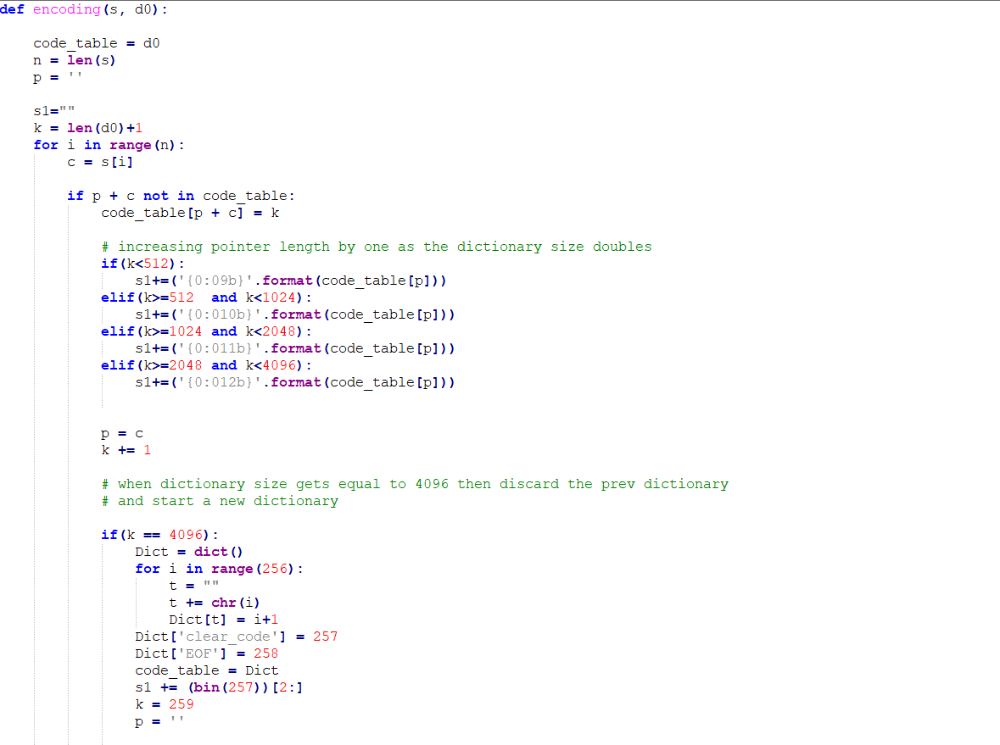 def encoding(s, d0):
    code_table = d0
    n = len(s)
    p = ''
    s1=""
    k = len(d0)+1
    for i in range(n):
        c = s[i]
        if p + c not in code_table:
            code_table[p + c] = k
            # increasing pointer length by one as the dictionary size doubles
            if(k<512):
                s1+=('{0:09b}'.format(code_table[p]))
            elif(k>=512  and k<1024):
                s1+=('{0:010b}'.format(code_table[p]))
            elif(k>=1024 and k<2048):
                s1+=('{0:011b}'.format(code_table[p]))
            elif(k>=2048 and k<4096):
                s1+=('{0:012b}'.format(code_table[p]))
            p = c
            k += 1
            # when dictionary size gets equal to 4096 then discard the prev dictionary
            # and start a new dictionary
            if(k == 4096):
                Dict = dict()
                for i in range(256):
                    t = ""
                    t += chr(i)
                    Dict[t] = i+1
                Dict['clear_code'] = 257
                Dict['EOF'] = 258
                code_table = Dict
                s1 += (bin(257))[2:]
                k = 259
                p = ''